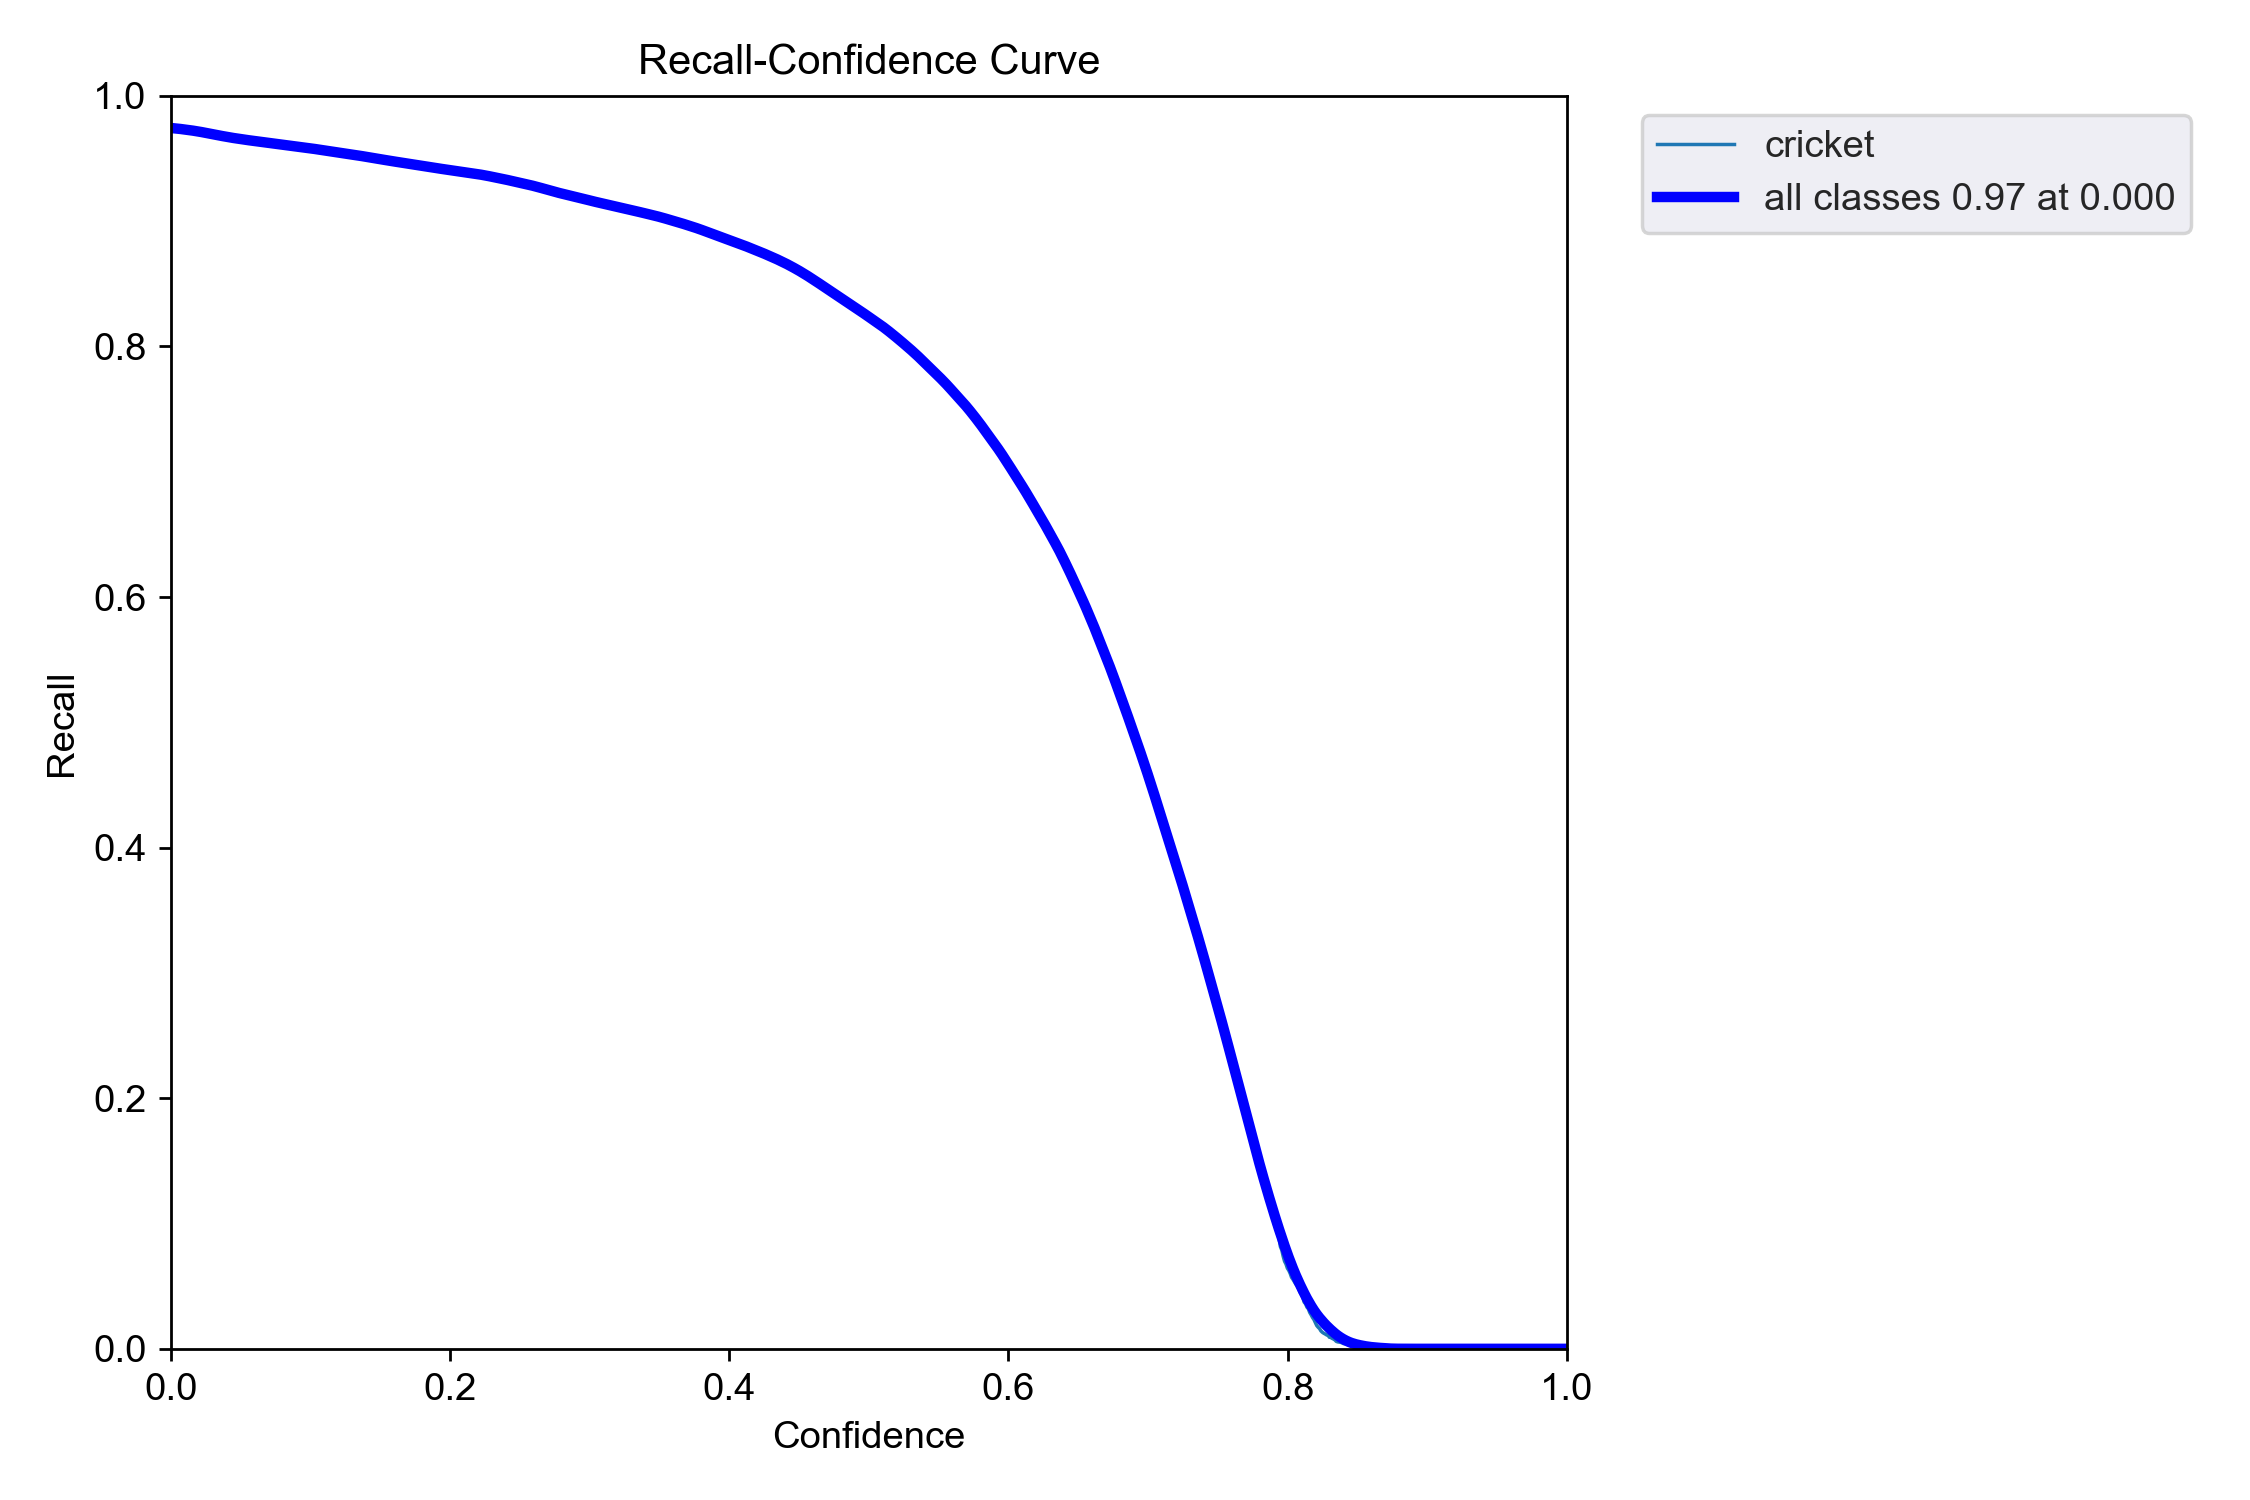 Recall-Confidence Curve
1.0
0.8
0.6
0.4
0.2
0.0
Recall
0.0 0.2 0.4 0.6 0.8 1.0
Confidence
cricket
all classes 0.97 at 0.000